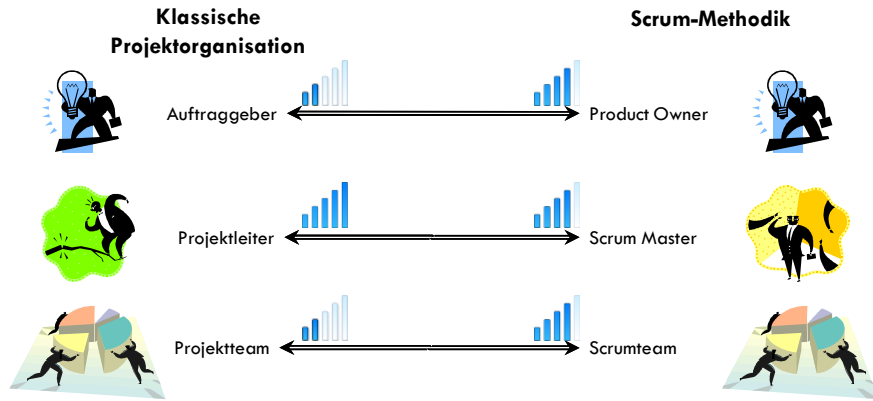 Klassische
Projektorganisation
Scrum-Methodik
Auftraggeber
Product Owner
Projektleiter
Scrum Master
Projektteam
Scrumteam